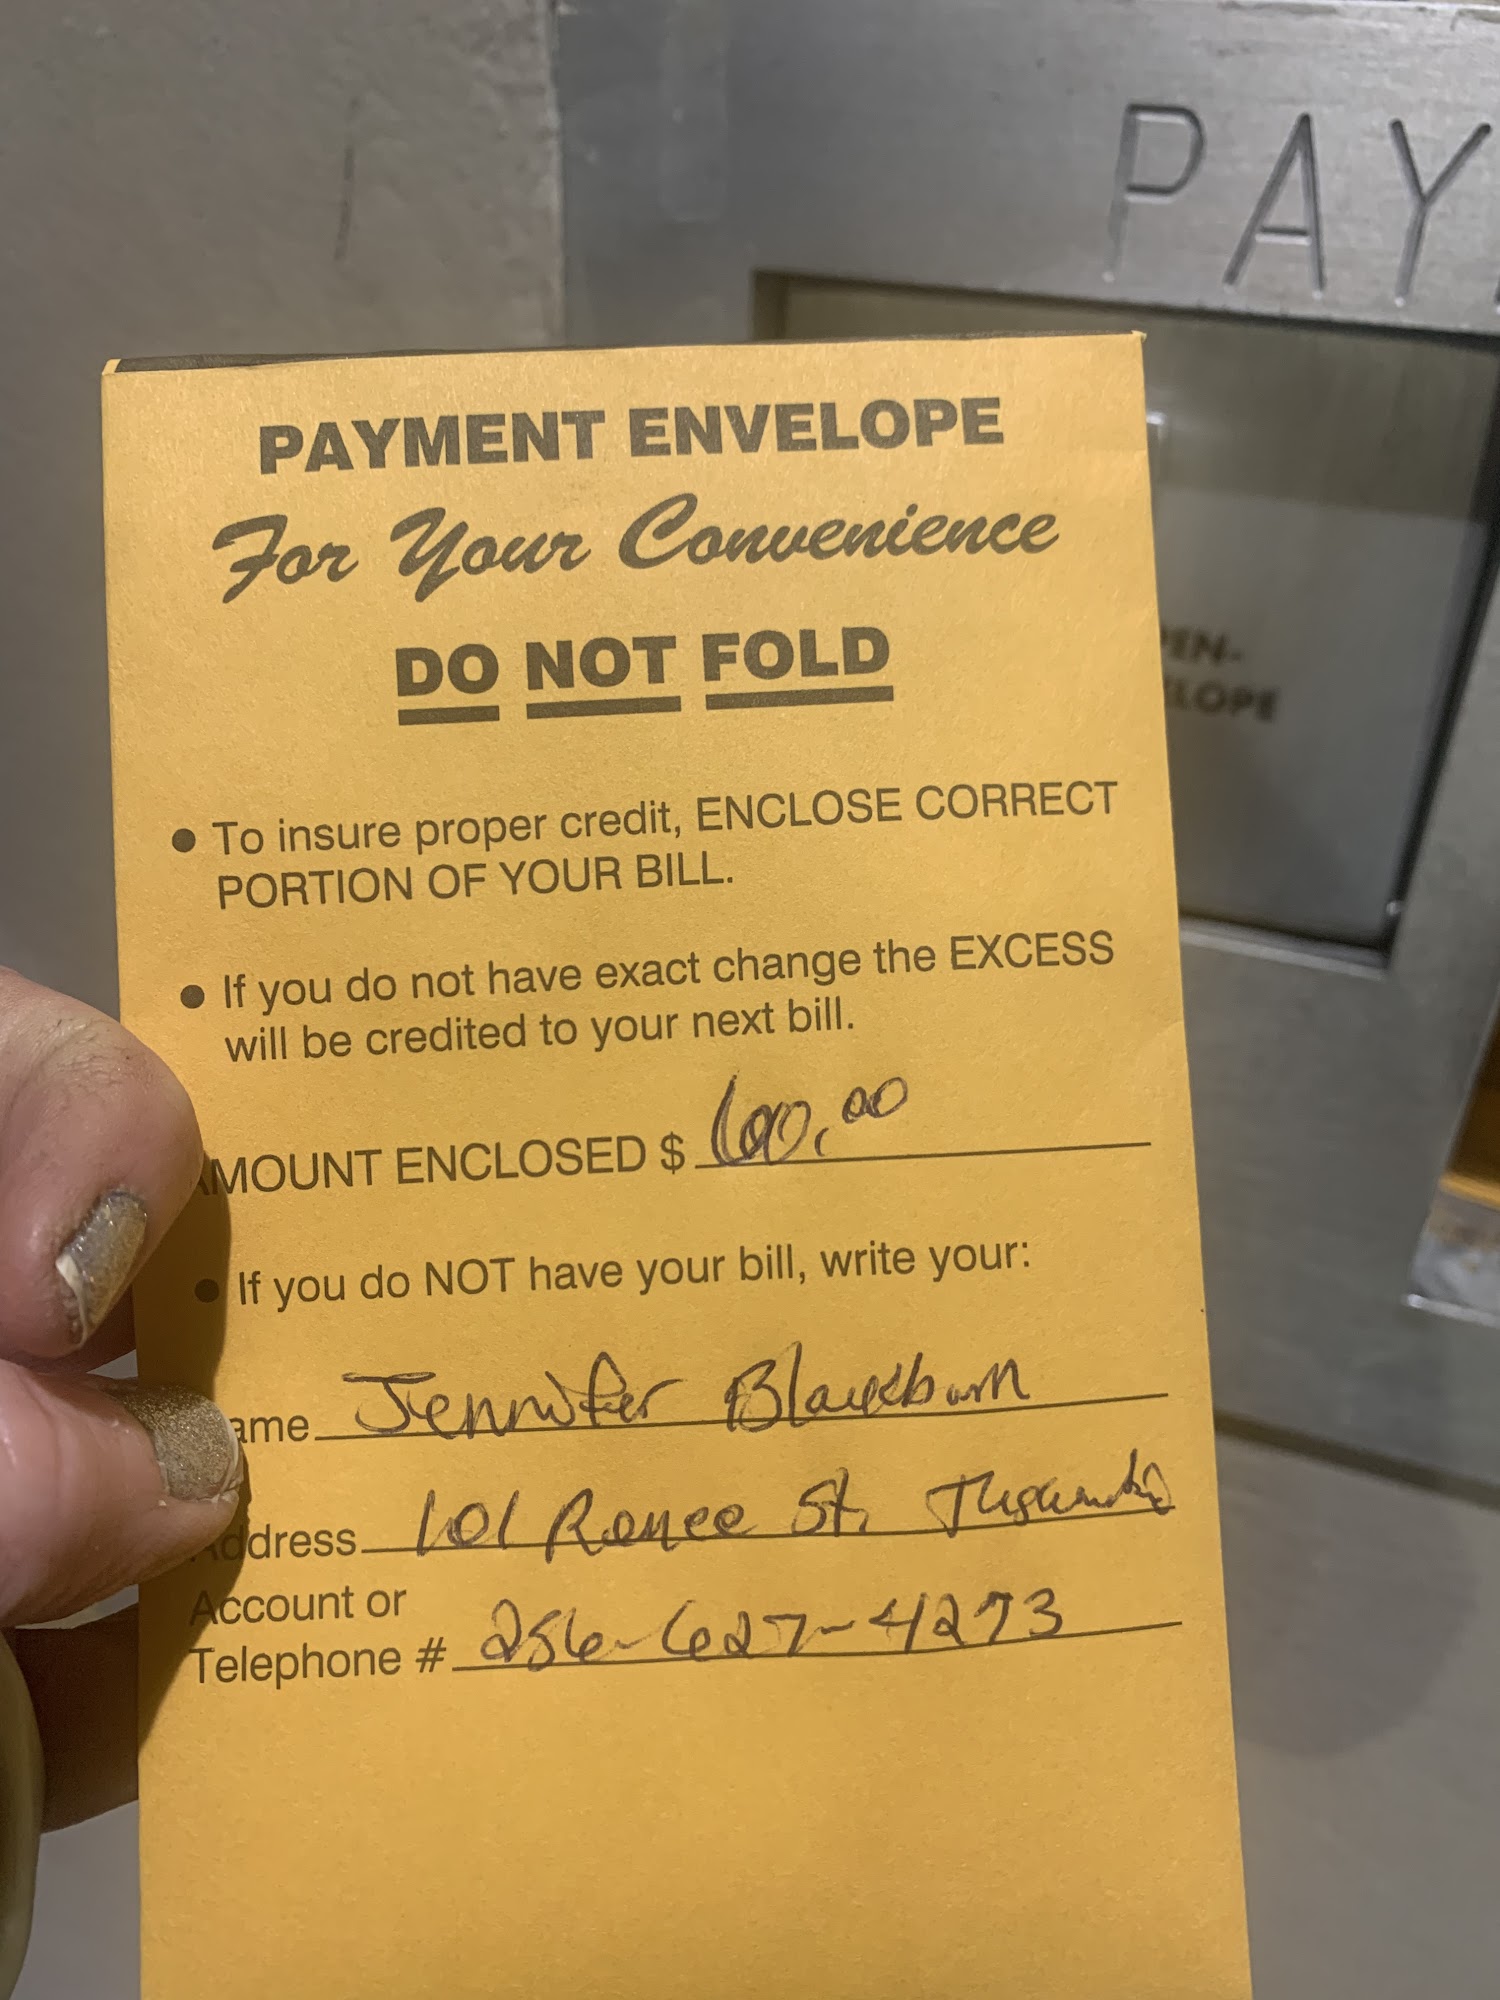 PAY
PAYMENT ENVELOPE
For Your Convenience
DO NOT FOLD
EN-
LOPE
● To insure proper credit, ENCLOSE CORRECT
PORTION OF YOUR BILL.
● If you do not have exact change the EXCESS
will be credited to your next bill.
MOUNT ENCLOSED $ 600.00
● If you do NOT have your bill, write your:
ame Jennifer Blackburn
Address 101 Renee St.
Account or
Telephone # 256-627-4273